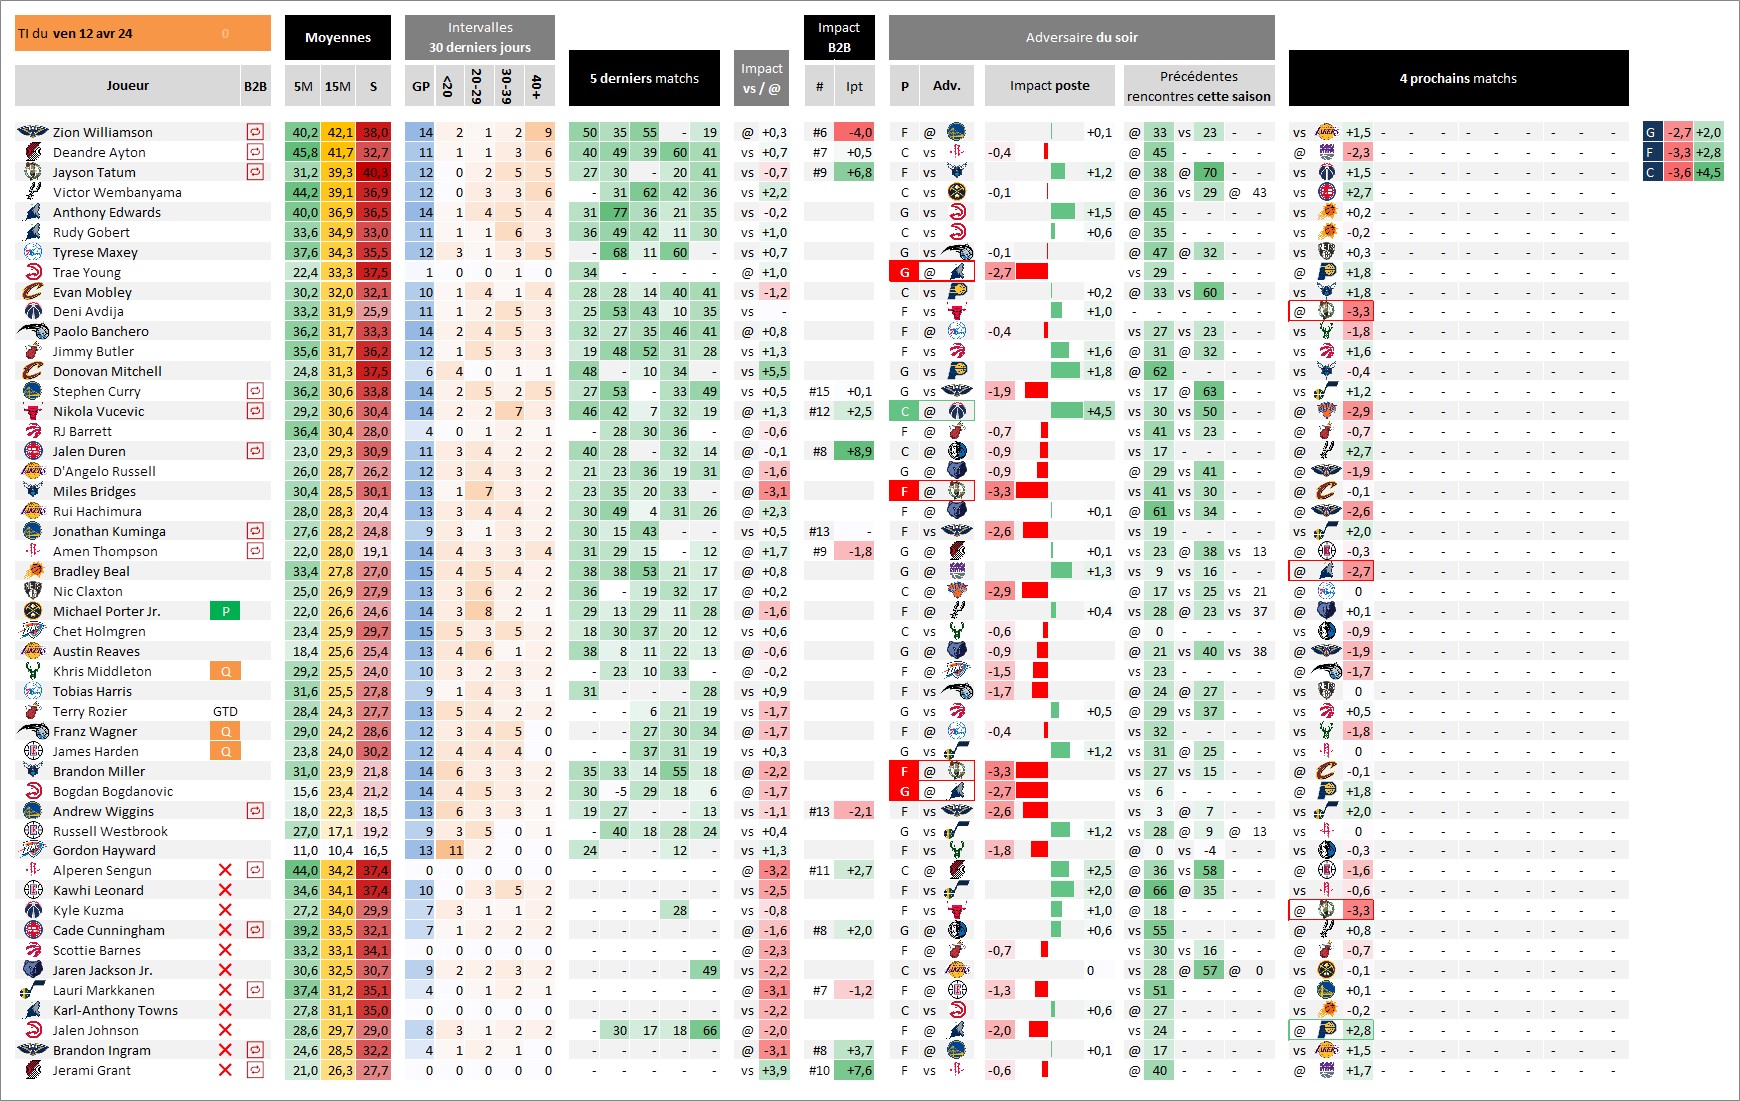 TI du ven 12 avr 24 0
Moyennes
Intervalles
30 derniers jours
5 derniers matchs
Impact
vs / @
Impact
B2B
Adversaire du soir
4 prochains matchs
Joueur B2B 5M 15M S GP <20 20-29 30-39 40+ # Ipt P Adv. Impact poste Précédentes
rencontres cette saison
Zion Williamson 40,2 42,1 38,0 14 2 1 2 9 50 35 55 - 19 @ +0,3 #6 -4,0 F @ +0,1 @ 33 vs 23 - - vs +1,5 - - - - - - - - -
Deandre Ayton 45,8 41,7 32,7 11 1 1 3 6 40 49 39 60 41 vs +0,7 #7 +0,5 C vs -0,4 @ 45 - - - - @ -2,3 - - - - - - - - -
Jayson Tatum 31,2 39,3 40,3 12 0 2 5 5 27 30 - 20 41 vs -0,7 #9 +6,8 F vs +1,2 @ 38 @ 70 - - vs +1,5 - - - - - - - - -
Victor Wembanyama 44,2 39,1 36,9 12 0 3 3 6 - 31 62 42 36 vs +2,2 C vs -0,1 @ 36 vs 29 @ 43 vs +2,7 - - - - - - - - -
Anthony Edwards 40,0 36,9 36,5 14 1 4 5 4 31 77 36 21 35 vs -0,2 G vs +1,5 @ 45 - - - - vs +0,2 - - - - - - - - -
Rudy Gobert 33,6 34,9 33,0 11 1 1 6 3 36 49 42 11 30 vs +1,0 C vs +0,6 @ 35 - - - - vs -0,2 - - - - - - - - -
Tyrese Maxey 37,6 34,3 35,5 12 3 1 3 5 - 68 11 60 - vs +0,7 G vs -0,1 @ 47 @ 32 - - vs +0,3 - - - - - - - - -
Trae Young 22,4 33,3 37,5 1 0 0 1 0 34 - - - - @ +1,0 G @ -2,7 vs 29 - - - - @ +1,8 - - - - - - - - -
Evan Mobley 30,2 32,0 32,1 10 1 4 1 4 28 28 14 40 41 vs -1,2 C vs +0,2 @ 33 vs 60 - - vs +1,8 - - - - - - - - -
Deni Avdija 33,2 31,9 25,9 11 1 2 5 3 25 53 43 10 35 vs - F vs +1,0 - - - - - - @ -3,3 - - - - - - - - -
Paolo Banchero 36,2 31,7 33,3 14 2 4 5 3 32 27 35 46 41 @ +0,8 F @ -0,4 vs 27 vs 23 - - vs -1,8 - - - - - - - - -
Jimmy Butler 35,6 31,7 36,2 12 1 5 3 3 19 48 52 31 28 vs +1,3 F vs +1,6 @ 31 @ 32 - - vs +1,6 - - - - - - - - -
Donovan Mitchell 24,8 31,3 37,5 6 4 0 1 1 48 - 10 34 - vs +5,5 G vs +1,8 @ 62 - - - - vs -0,4 - - - - - - - - -
Stephen Curry 36,2 30,6 33,8 14 2 5 2 5 27 53 - 33 49 vs +0,5 #15 +0,1 G vs -1,9 vs 17 @ 63 - - vs +1,2 - - - - - - - - -
Nikola Vucevic 29,2 30,6 30,4 14 2 2 7 3 46 42 7 32 19 @ +1,3 #12 +2,5 C @ +4,5 vs 30 vs 50 - - @ -2,9 - - - - - - - - -
RJ Barrett 36,4 30,4 28,0 4 0 1 2 1 - 28 30 36 - @ -0,6 F @ -0,7 vs 41 vs 23 - - @ -0,7 - - - - - - - - -
Jalen Duren 23,0 29,3 30,9 11 3 4 2 2 40 28 - 32 14 @ -0,1 #8 +8,9 C @ -0,9 vs 17 - - - - @ +2,7 - - - - - - - - -
D'Angelo Russell 26,0 28,7 26,2 12 3 4 3 2 21 23 36 19 31 @ -1,6 G @ -0,9 @ 29 vs 41 - - @ -1,9 - - - - - - - - -
Miles Bridges 30,4 28,5 30,1 13 1 7 3 2 23 35 20 33 - @ -3,1 F @ -3,3 vs 41 vs 30 - - @ -0,1 - - - - - - - - -
Rui Hachimura 28,0 28,3 20,4 13 3 4 4 2 30 49 4 31 26 @ +2,3 F @ +0,1 @ 61 vs 34 - - @ -2,6 - - - - - - - - -
Jonathan Kuminga 27,6 28,2 24,8 9 3 1 3 2 30 15 43 - - vs +0,5 #13 - F vs -2,6 vs 19 - - - - vs +2,0 - - - - - - - - -
Amen Thompson 22,0 28,0 19,1 14 4 3 3 4 31 29 15 - 12 @ +1,7 #9 -1,8 G @ +0,1 vs 23 @ 38 vs 13 @ -0,3 - - - - - - - - -
Bradley Beal 33,4 27,8 27,0 15 4 5 4 2 38 38 53 21 17 @ +0,8 G @ +1,3 vs 9 vs 16 - - @ -2,7 - - - - - - - - -
Nic Claxton 25,0 26,9 27,9 13 3 6 2 2 36 - 19 32 17 @ +0,2 C @ -2,9 @ 17 vs 25 vs 21 @ 0 - - - - - - - - -
Michael Porter Jr. P 22,0 26,6 24,6 14 3 8 2 1 29 13 29 11 28 @ -1,6 F @ +0,4 vs 28 @ 23 vs 37 @ +0,1 - - - - - - - - -
Chet Holmgren 23,4 25,9 29,7 15 5 3 5 2 18 30 37 20 12 vs +0,6 C vs -0,6 @ 0 - - - - vs -0,9 - - - - - - - - -
Austin Reaves 18,4 25,6 25,4 13 4 6 1 2 38 8 11 22 13 @ -0,6 G @ -0,9 @ 21 vs 40 vs 38 @ -1,9 - - - - - - - - -
Khris Middleton Q 29,2 25,5 24,0 10 3 2 3 2 - 23 10 33 - @ -0,2 F @ -1,5 vs 23 - - - - @ -1,7 - - - - - - - - -
Tobias Harris 31,6 25,5 27,8 9 1 4 3 1 31 - - - 28 vs +0,9 F vs -1,7 @ 24 @ 27 - - vs 0 - - - - - - - - -
Terry Rozier GTD 28,4 24,3 27,7 13 5 4 2 2 - - 6 21 19 vs -1,7 G vs +0,5 @ 29 vs 37 - - vs +0,5 - - - - - - - - -
Franz Wagner Q 29,0 24,2 28,6 12 3 4 5 0 - - 27 30 34 @ -1,7 F @ -0,4 vs 32 - - - - vs -1,8 - - - - - - - - -
James Harden Q 23,8 24,0 30,2 12 4 4 4 0 - - 37 31 19 vs +0,3 G vs +1,2 vs 31 @ 25 - - vs 0 - - - - - - - - -
Brandon Miller 31,0 23,9 21,8 14 6 3 3 2 35 33 14 55 18 @ -2,2 F @ -3,3 vs 27 vs 15 - - @ -0,1 - - - - - - - - -
Bogdan Bogdanovic 15,6 23,4 21,2 14 4 5 3 2 30 -5 29 18 6 @ -1,7 G @ -2,7 vs 6 - - - - @ +1,8 - - - - - - - - -
Andrew Wiggins 18,0 22,3 18,5 13 6 3 3 1 19 27 - - 13 vs -1,1 #13 -2,1 F vs -2,6 vs 3 @ 7 - - vs +2,0 - - - - - - - - -
Russell Westbrook 27,0 17,1 19,2 9 3 5 0 1 - 40 18 28 24 vs +0,4 G vs +1,2 vs 28 @ 9 @ 13 vs 0 - - - - - - - - -
Gordon Hayward 11,0 10,4 16,5 13 11 2 0 0 24 - - 12 - vs +1,3 F vs -1,8 @ 0 vs -4 - - vs -0,3 - - - - - - - - -
Alperen Sengun 44,0 34,2 37,4 0 0 0 0 0 - - - - - @ -3,2 #11 +2,7 C @ +2,5 @ 36 vs 58 - - @ -1,6 - - - - - - - - -
Kawhi Leonard 34,6 34,1 37,4 10 0 3 5 2 - - - - - vs -2,5 F vs +2,0 @ 66 @ 35 - - vs -0,6 - - - - - - - - -
Kyle Kuzma 27,2 34,0 29,9 7 3 1 1 2 - - - 28 - vs -0,8 F vs +1,0 @ 18 - - - - @ -3,3 - - - - - - - - -
Cade Cunningham 39,2 33,5 32,1 7 1 2 2 2 - - - - - @ -1,6 #8 +2,0 G @ +0,6 vs 55 - - - - @ +0,8 - - - - - - - - -
Scottie Barnes 33,2 33,1 34,1 0 0 0 0 0 - - - - - @ -2,3 F @ -0,7 vs 30 vs 16 - - @ -0,7 - - - - - - - - -
Jaren Jackson Jr. 30,6 32,5 30,7 9 2 2 3 2 - - - - 49 vs -2,2 C vs 0 vs 28 @ 57 @ 0 vs -0,1 - - - - - - - - -
Lauri Markkanen 37,4 31,2 35,1 4 0 1 2 1 - - - - - @ -3,1 #7 -1,2 F @ -1,3 vs 51 - - - - @ +0,1 - - - - - - - - -
Karl-Anthony Towns 27,8 31,1 35,0 0 0 0 0 0 - - - - - vs -2,2 C vs +0,6 @ 27 - - - - vs -0,2 - - - - - - - - -
Jalen Johnson 28,6 29,7 29,0 8 3 1 2 2 - 30 17 18 66 @ -2,0 F @ -2,0 vs 24 - - - - @ +2,8 - - - - - - - - -
Brandon Ingram 24,6 28,5 32,2 4 1 2 1 0 - - - - - @ -3,1 #8 +3,7 F @ +0,1 @ 17 - - - - vs +1,5 - - - - - - - - -
Jerami Grant 21,0 26,3 27,7 0 0 0 0 0 - - - - - vs +3,9 #10 +7,6 F vs -0,6 @ 40 - - - - @ +1,7 - - - - - - - - -
G -2,7 +2,0
F -3,3 +2,8
C -3,6 +4,5